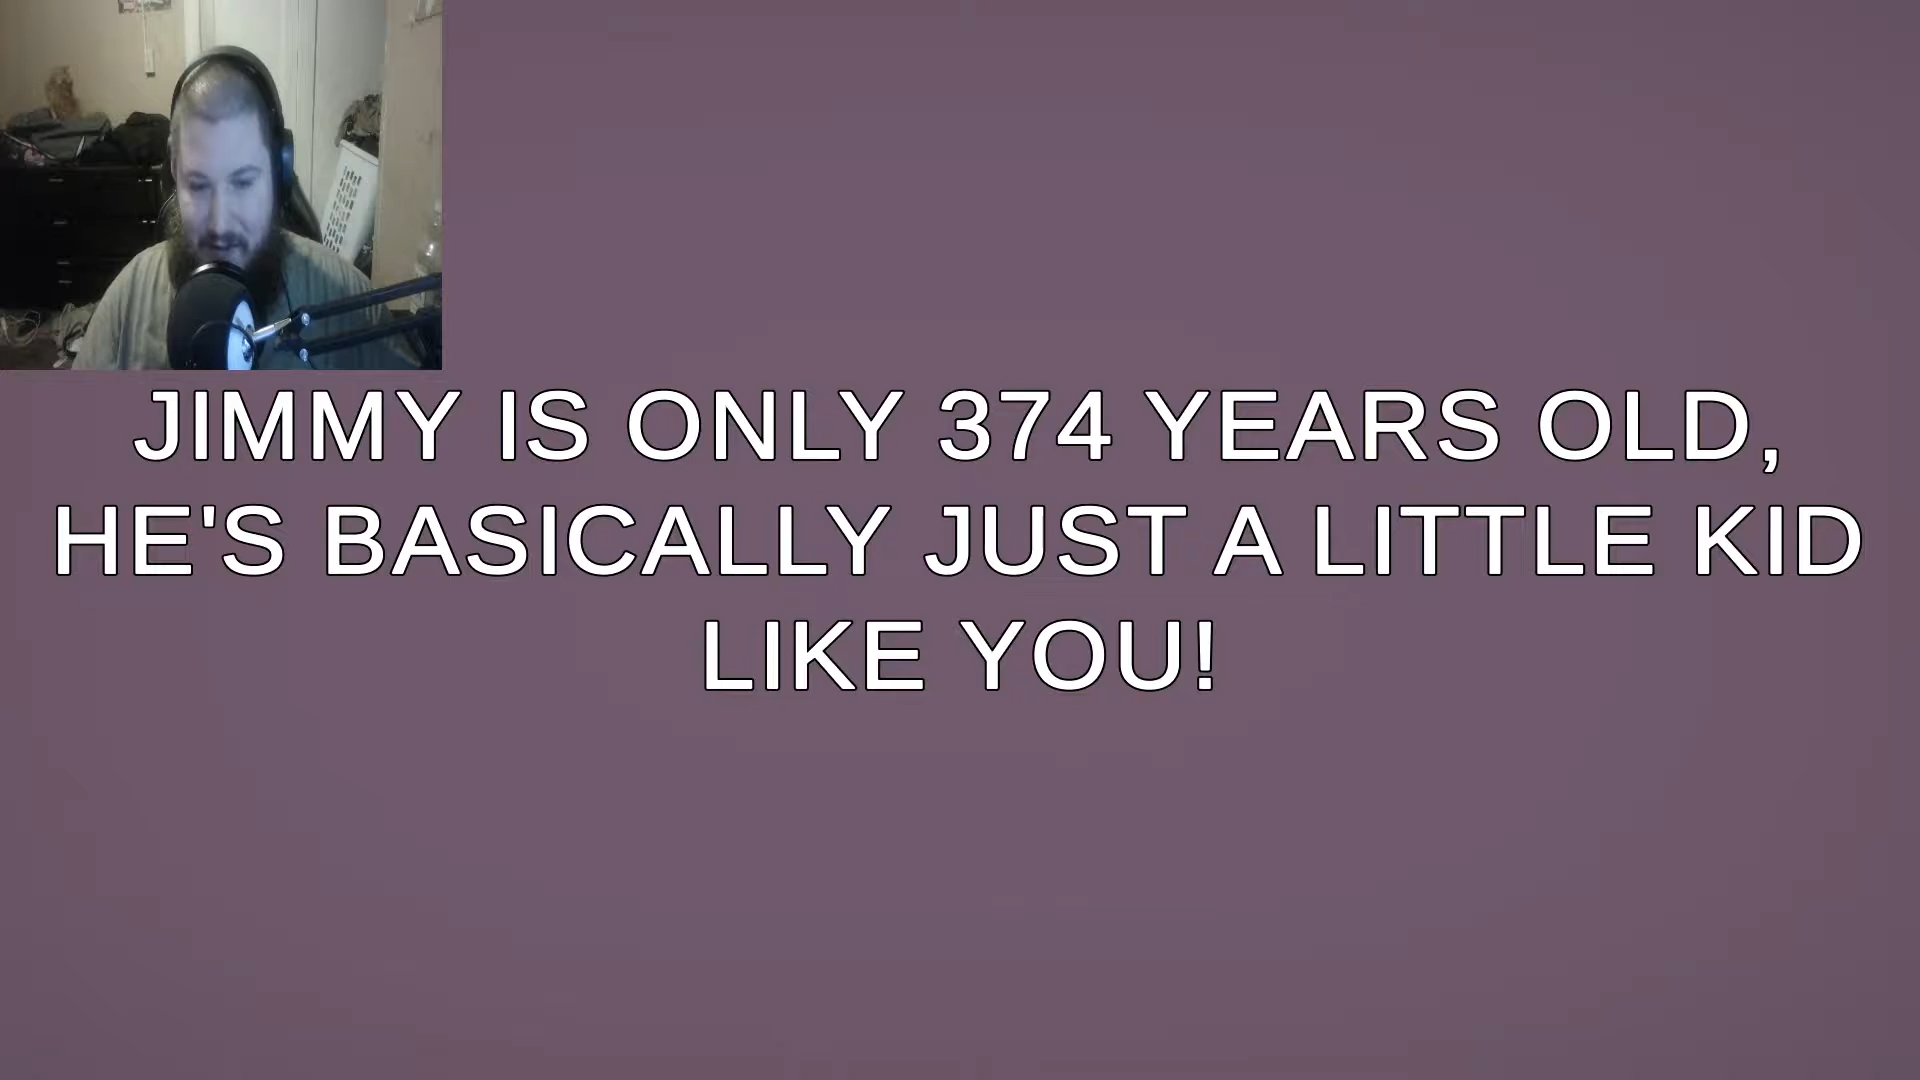 JIMMY IS ONLY 374 YEARS OLD,
HE'S BASICALLY JUST A LITTLE KID
LIKE YOU!